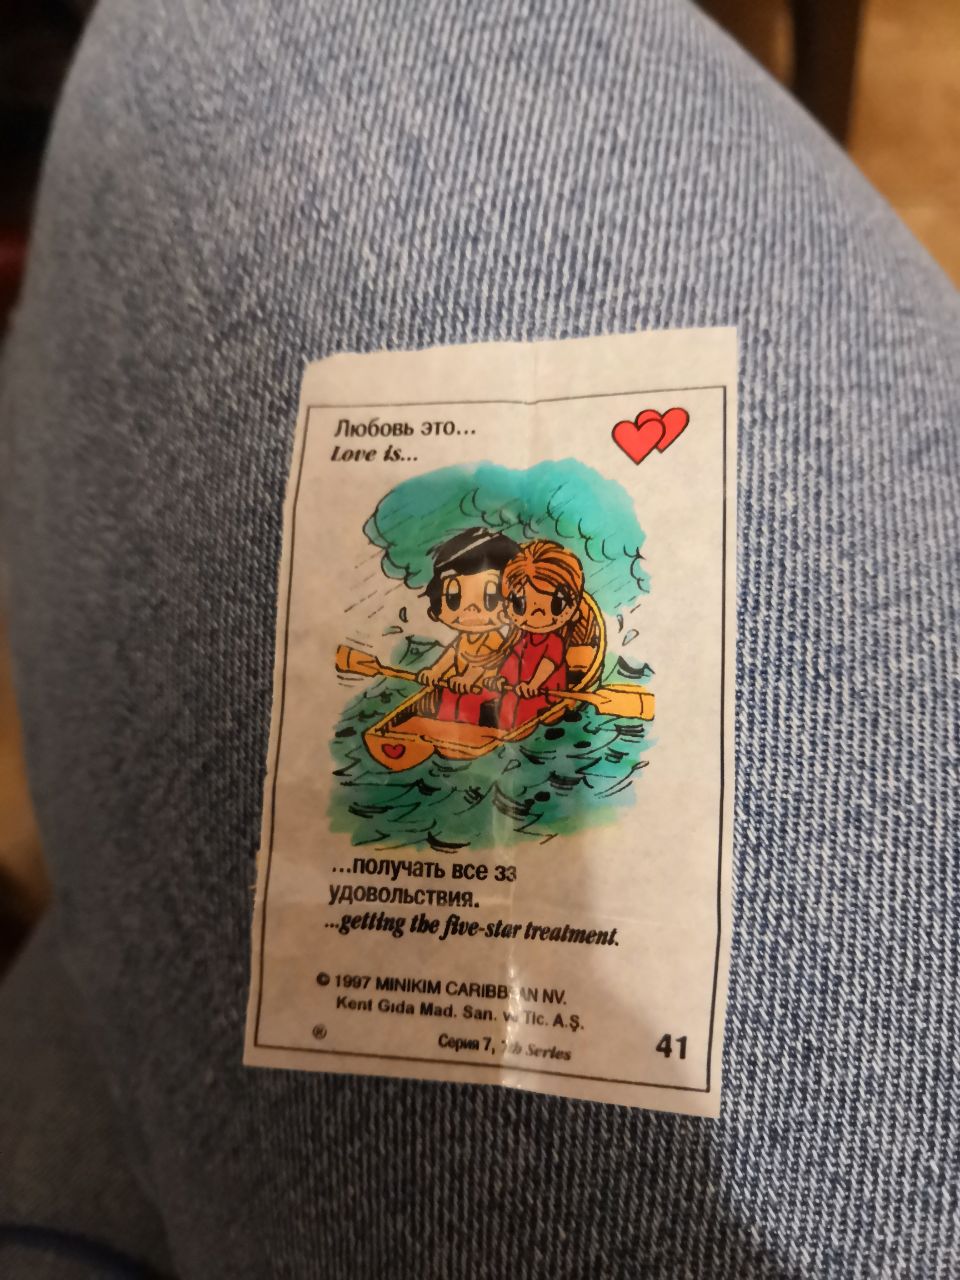 Любовь это...
Love is...
...получать все
удовольствия.
...getting the five-star treatment.
© 1997 MINIKIM CARIBBEAN NV.
Kent Gıda Mad. San. ve Tic. A.Ş.
®
Серия 7, 7th Series
41